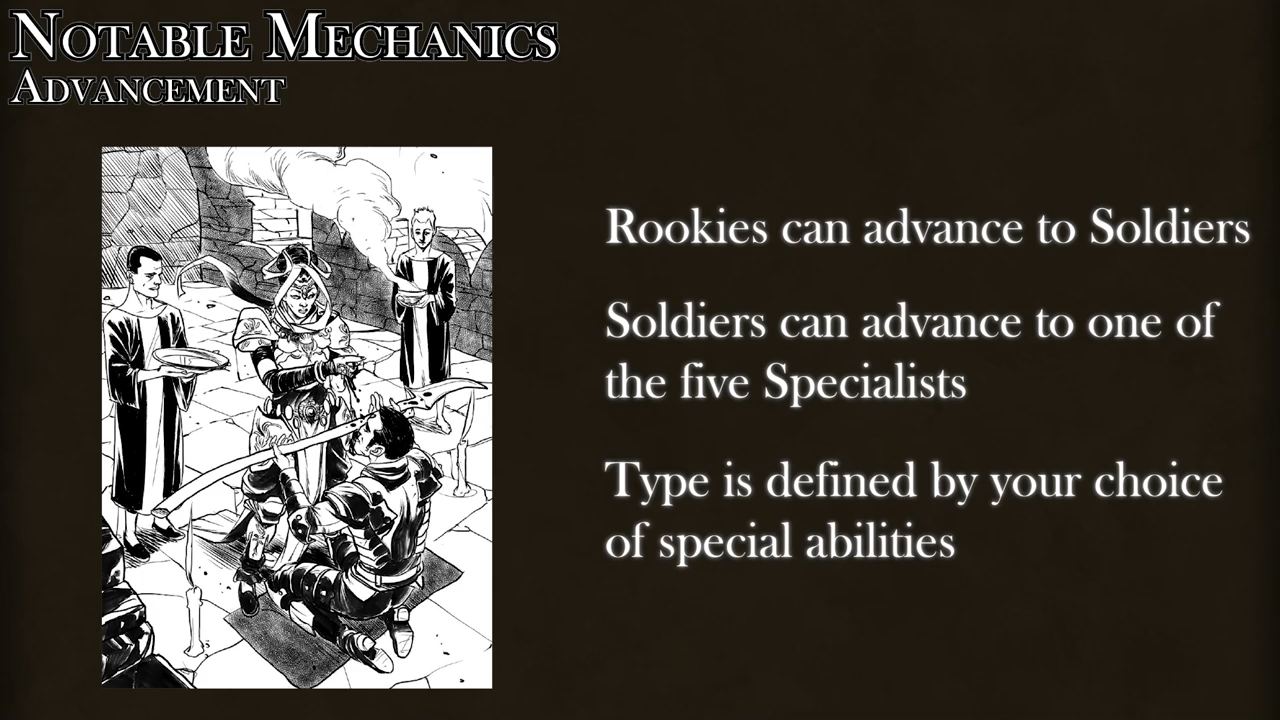 Notable Mechanics
Advancement
Rookies can advance to Soldiers
Soldiers can advance to one of
the five Specialists
Type is defined by your choice
of special abilities